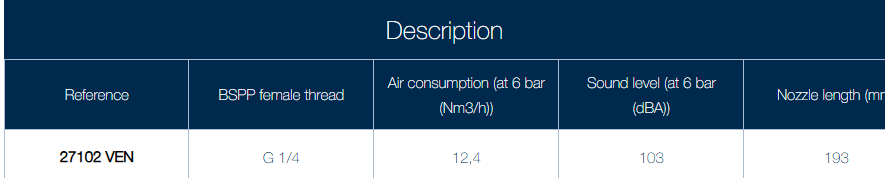 Description
Reference
BSPP female thread
Air consumption (at 6 bar
(Nm3/h))
Sound level (at 6 bar
(dBA))
Nozzle length
27102 VEN
G 1/4
12,4
103
193